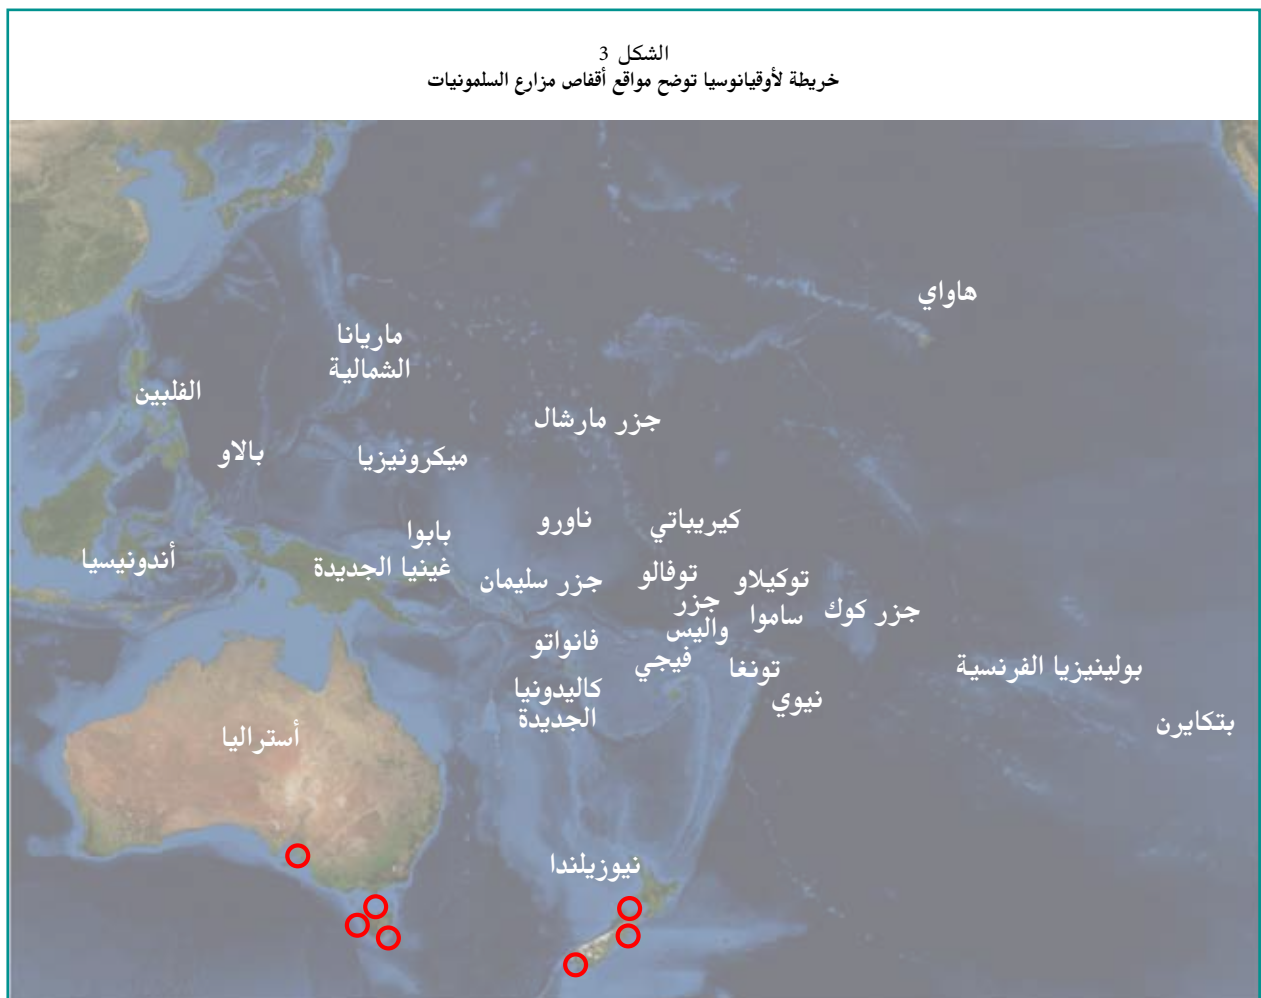 الشكل 3
خريطة لأوقيانوسيا توضح مواقع أقفاص مزارع السلمونيات
هاواي
ماريانا
الشمالية
الفلبين
جزر مارشال
بالاو
ميكرونيزيا
ناورو
كيريباتي
بابوا
غينيا الجديدة
أندونيسيا
جزر سليمان
توفالو
توكيلاو
جزر
واليس
ساموا
جزر كوك
فانواتو
فيجي
تونغا
نيوي
بولينيزيا الفرنسية
كاليدونيا
الجديدة
بتكايرن
أستراليا
نيوزيلندا